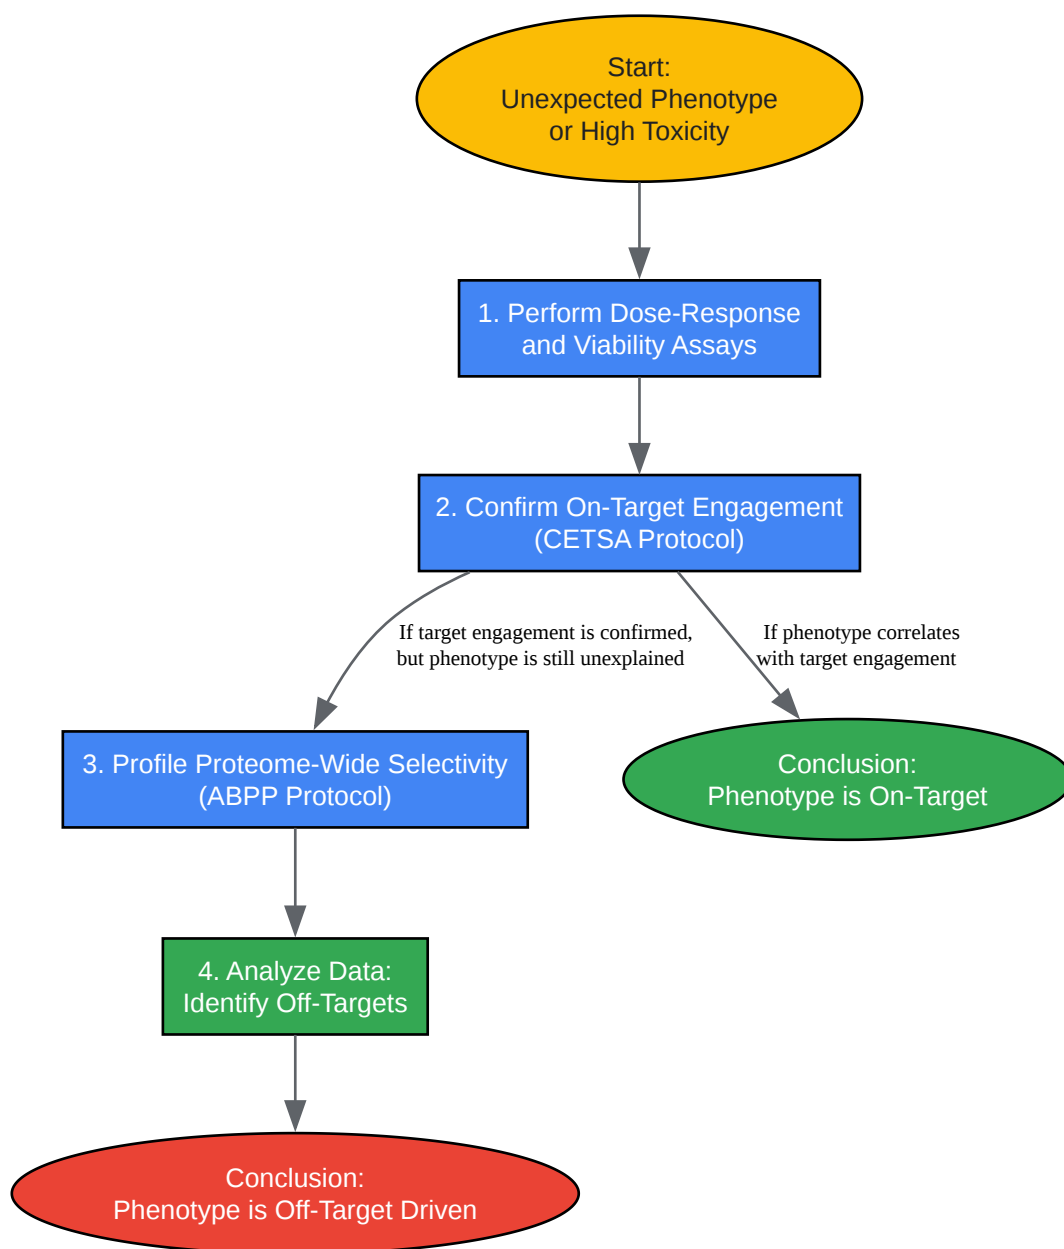 Start:
Unexpected Phenotype
or High Toxicity
1. Perform Dose-Response
and Viability Assays
2. Confirm On-Target Engagement
(CETSA Protocol)
If target engagement is confirmed,
but phenotype is still unexplained
If phenotype correlates
with target engagement
3. Profile Proteome-Wide Selectivity
(ABPP Protocol)
Conclusion:
Phenotype is On-Target
4. Analyze Data:
Identify Off-Targets
Conclusion:
Phenotype is Off-Target Driven